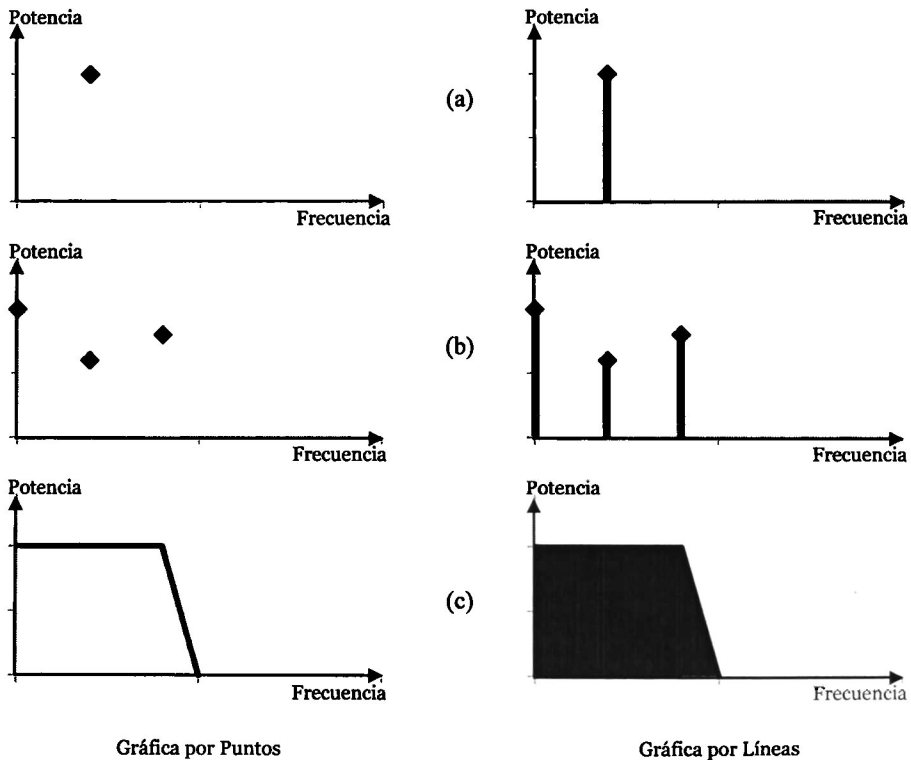 Potencia
Potencia
(a)
Frecuencia
Frecuencia
Potencia
Potencia
(b)
Frecuencia
Frecuencia
Potencia
Potencia
(c)
Frecuencia
Frecuencia
Gráfica por Puntos
Gráfica por Líneas